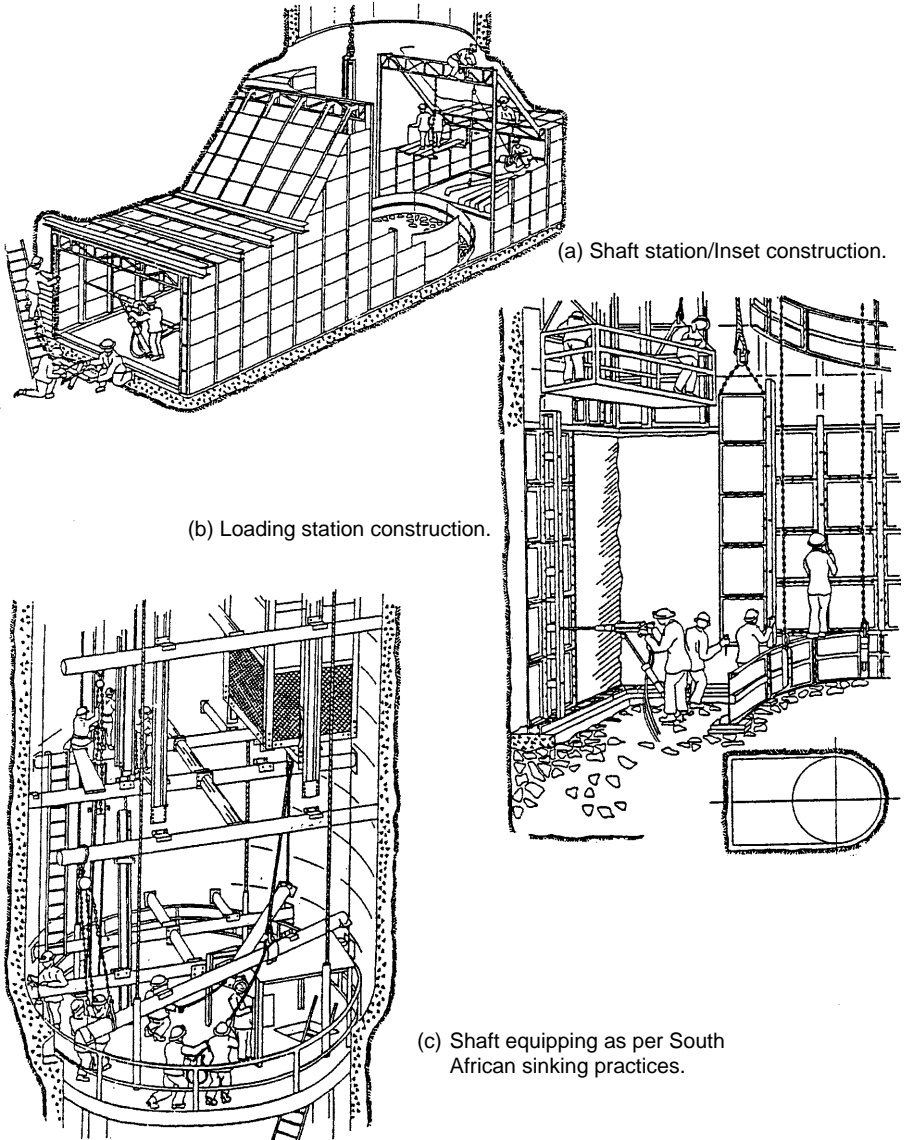 (a) Shaft station/Inset construction.
(b) Loading station construction.
(c) Shaft equipping as per South
African sinking practices.